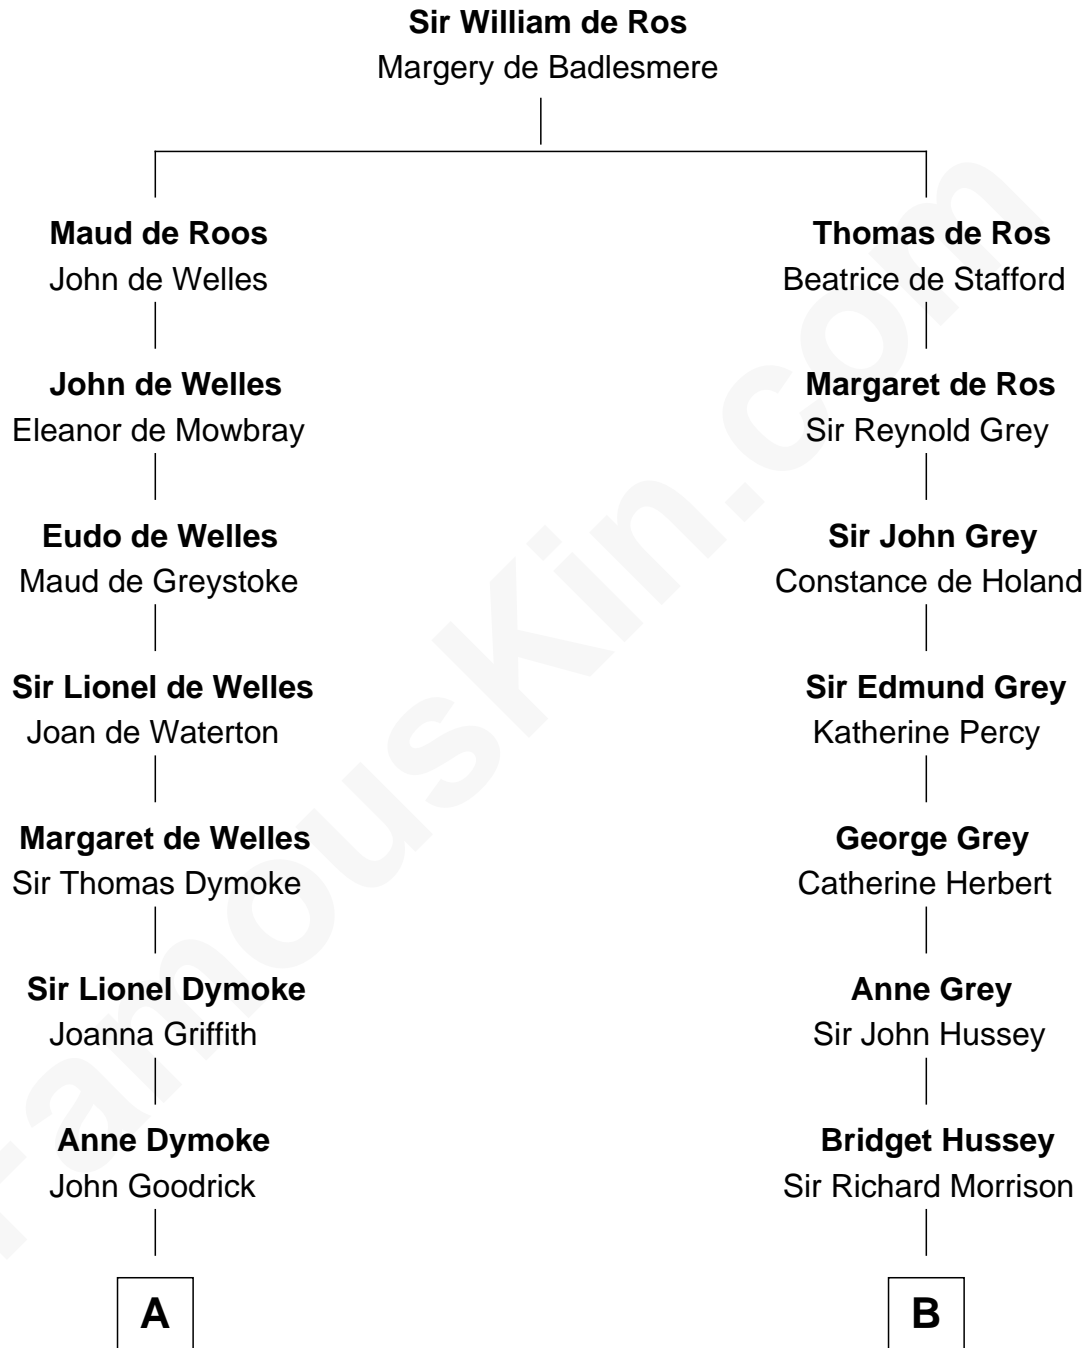 Sir William de Ros
Margery de Badlesmere
Maud de Roos
John de Welles
Thomas de Ros
Beatrice de Stafford
John de Welles
Eleanor de Mowbray
Margaret de Ros
Sir Reynold Grey
Eudo de Welles
Maud de Greystoke
Sir John Grey
Constance de Holand
Sir Lionel de Welles
Joan de Waterton
Sir Edmund Grey
Katherine Percy
Margaret de Welles
Sir Thomas Dymoke
George Grey
Catherine Herbert
Sir Lionel Dymoke
Joanna Griffith
Anne Grey
Sir John Hussey
Anne Dymoke
John Goodrick
Bridget Hussey
Sir Richard Morrison
A
B
FamousKin.com